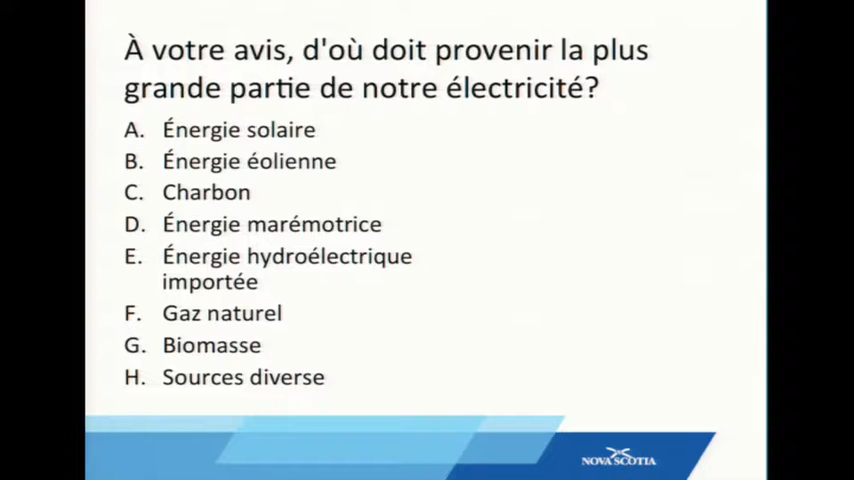 À votre avis, d'où doit provenir la plus
grande partie de notre électricité?
A. Énergie solaire
B. Énergie éolienne
C. Charbon
D. Énergie marémotrice
E. Énergie hydroélectrique
importée
F. Gaz naturel
G. Biomasse
H. Sources diverse
NOVA SCOTIA